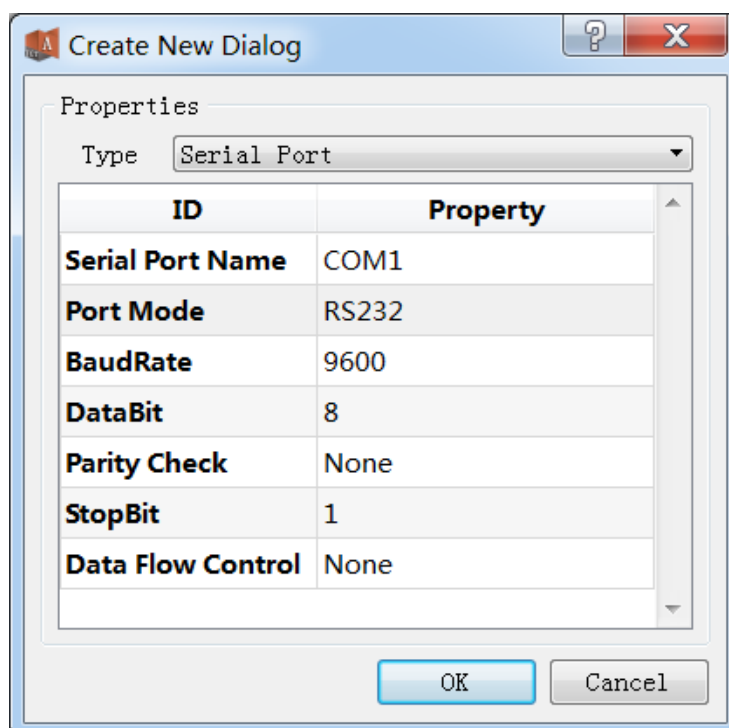 Create New Dialog
Properties
Type Serial Port
ID Property
Serial Port Name COM1
Port Mode RS232
BaudRate 9600
DataBit 8
Parity Check None
StopBit 1
Data Flow Control None
OK Cancel